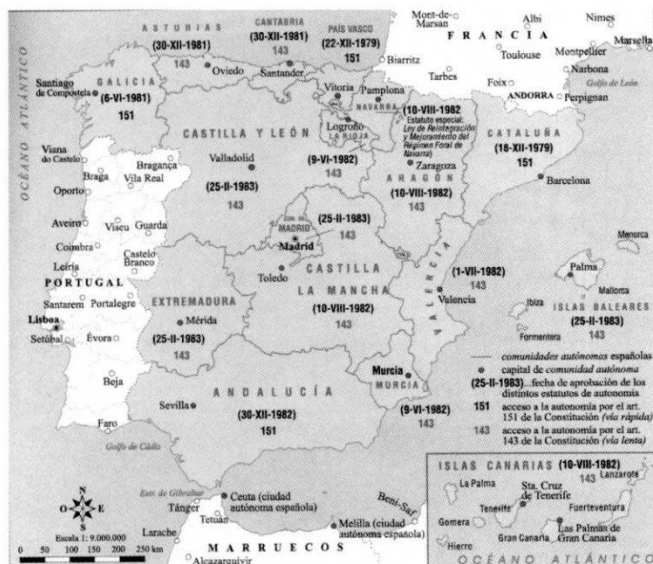 ASTURIAS
(30-XII-1981)
143
CANTABRIA
(30-XII-1981)
143
PAÍS VASCO
(22-XII-1979)
151
Mont-de-
Marsan
Albi
Nimes
Marsella
FRANCIA
Toulouse
Montpellier
Biarritz
Tarbes
Foix
Narbona
Golfo de León
ANDORRA
Perpignan
OCÉANO ATLÁNTICO
Santiago
de Compostela
GALICIA
(6-VI-1981)
151
Oviedo
Santander
Vitoria
Pamplona
NAVARRA
Logroño
LA RIOJA
(9-VI-1982)
143
(10-VIII-1982
Estatuto especial:
Ley de Reintegración
y Mejoramiento del
Régimen Foral de
Navarra)
CATALUÑA
(18-XII-1979)
151
Barcelona
Zaragoza
ARAGÓN
(10-VIII-1982)
143
CASTILLA Y LEÓN
Valladolid
(25-II-1983)
143
Viana
do Castelo
Bragança
Braga
Vila Real
Oporto
Aveiro
Viseu
Guarda
Coimbra
Castelo
Branco
Leiría
PORTUGAL
Santarem
Portalegre
Lisboa
Setúbal
Évora
Beja
Faro
Golfo de Cádiz
MADRID
Madrid
(25-II-1983)
143
Toledo
CASTILLA
LA MANCHA
(10-VIII-1982)
143
EXTREMADURA
Mérida
(25-II-1983)
143
VALENCIA
(1-VII-1982)
143
Valencia
Menorca
Palma
Mallorca
Ibiza
Formentera
ISLAS BALEARES
(25-II-1983)
143
ANDALUCÍA
Sevilla
(30-XII-1982)
151
Murcia
MURCIA
(9-VI-1982)
143
comunidades autónomas españolas
capital de comunidad autónoma
(25-II-1983)...fecha de aprobación de los
distintos estatutos de autonomía
151 acceso a la autonomía por el art.
151 de la Constitución (vía rápida)
143 acceso a la autonomía por el art.
143 de la Constitución (vía lenta)
Estr. de Gibraltar
Tánger
Ceuta (ciudad
autónoma española)
Tetuán
Larache
Alcazarquivir
Melilla (ciudad
autónoma española)
Beni-Saf
MARRUECOS
N
O E
S
Escala 1: 9.000.000
0 50 100 150 200 250 km
ISLAS CANARIAS (10-VIII-1982)
143
La Palma
Sta. Cruz
de Tenerife
Lanzarote
Tenerife
Fuerteventura
Gomera
Hierro
Gran Canaria
Las Palmas de
Gran Canaria
OCÉANO ATLÁNTICO